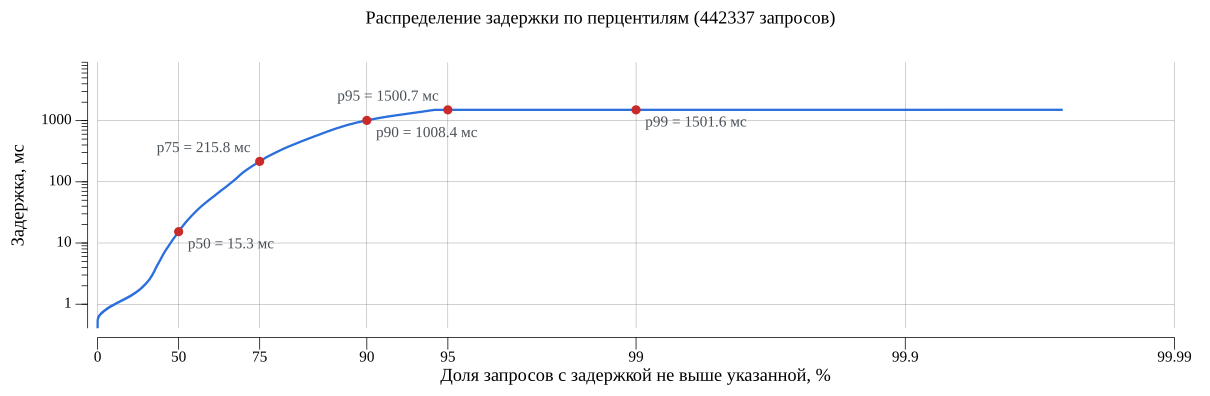 Распределение задержки по перцентилям (442337 запросов)
Задержка, мс
1000
100
10
1
p95 = 1500.7 мс
p90 = 1008.4 мс
p99 = 1501.6 мс
p75 = 215.8 мс
p50 = 15.3 мс
0 50 75 90 95 99 99.9 99.99
Доля запросов с задержкой не выше указанной, %